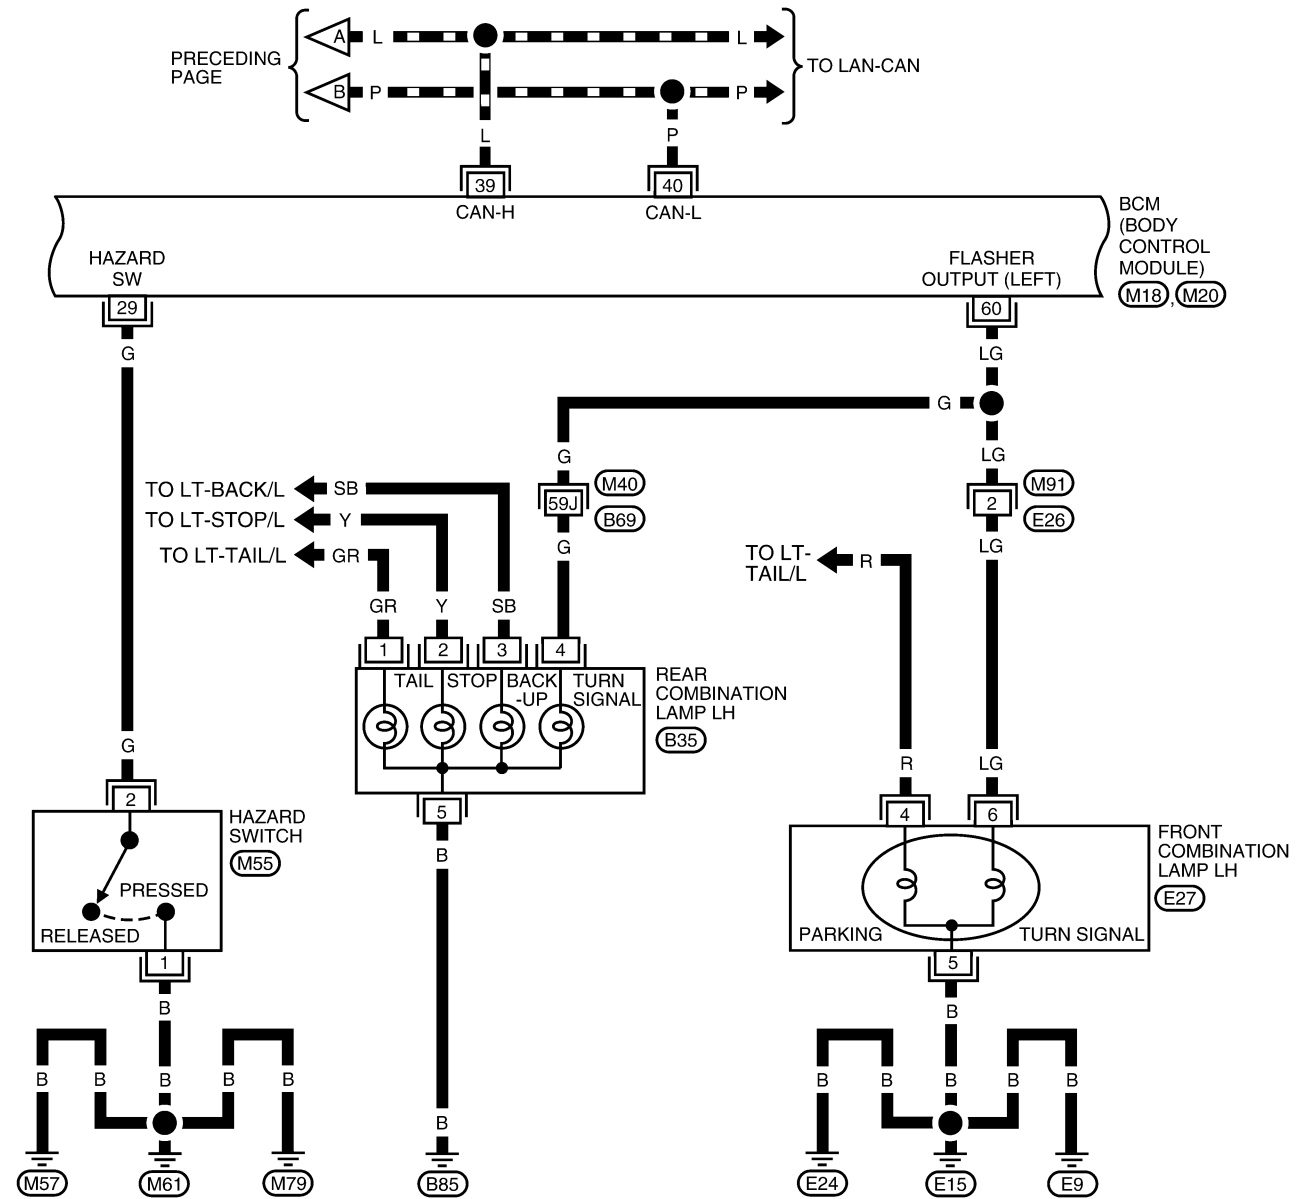 A L L
PRECEDING
PAGE
TO LAN-CAN
B P P
L P
39 40
CAN-H CAN-L
BCM
(BODY
CONTROL
MODULE)
M18 , M20
HAZARD
SW
FLASHER
OUTPUT (LEFT)
29 60
G LG
G
G LG
TO LT-BACK/L SB
M40 M91
59J 2
TO LT-STOP/L Y
B69 E26
G LG
TO LT-TAIL/L GR
TO LT-
TAIL/L R
GR Y SB
1 2 3 4
TAIL STOP BACK
-UP
TURN
SIGNAL
REAR
COMBINATION
LAMP LH
B35
G R LG
2 5 4 6
HAZARD
SWITCH
M55
B
PRESSED
RELEASED
FRONT
COMBINATION
LAMP LH
E27
PARKING TURN SIGNAL
1 5
B B
B B B B B B B B B B
B
M57 M61 M79 B85 E24 E15 E9